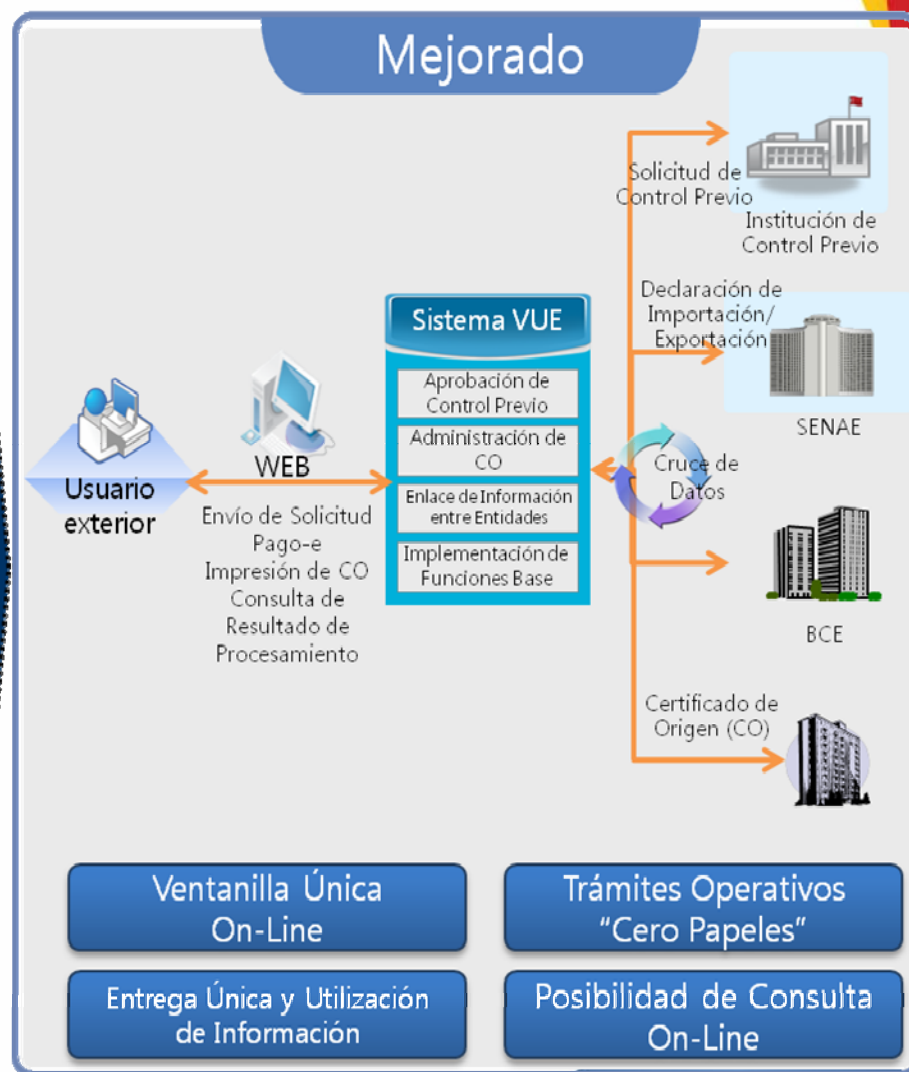 Mejorado
Solicitud de
Control Previo
Institución de
Control Previo
Declaración de
Importación/
Exportación
SENAE
Sistema VUE
Aprobación de
Control Previo
Administración de
CO
Enlace de Información
entre Entidades
Implementación de
Funciones Base
Usuario
exterior
WEB
Envío de Solicitud
Pago-e
Impresión de CO
Consulta de
Resultado de
Procesamiento
Cruce de
Datos
BCE
Certificado de
Origen (CO)
Ventanilla Única
On-Line
Trámites Operativos
“Cero Papeles”
Entrega Única y Utilización
de Información
Posibilidad de Consulta
On-Line